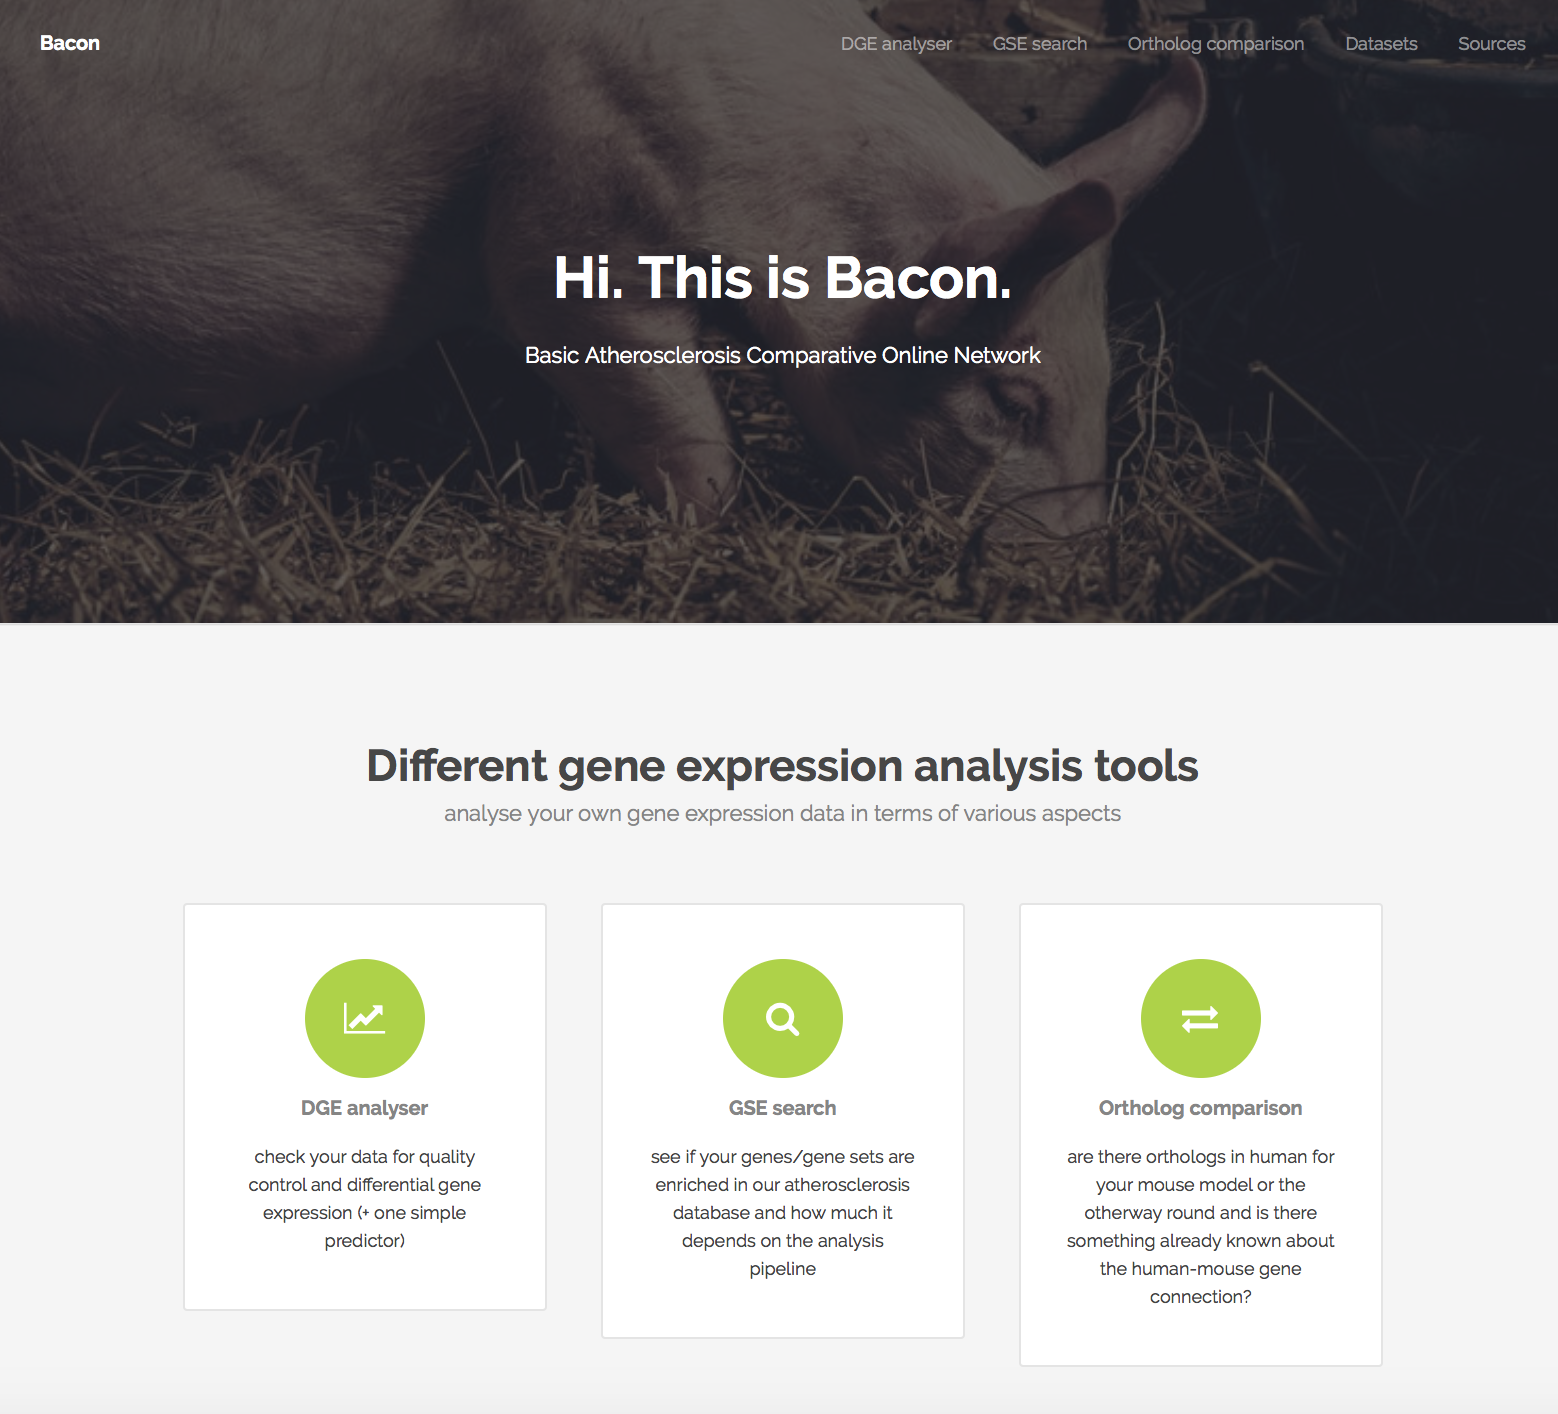 Bacon
DGE analyser
GSE search
Ortholog comparison
Datasets
Sources
Hi. This is Bacon.
Basic Atherosclerosis Comparative Online Network
Different gene expression analysis tools
analyse your own gene expression data in terms of various aspects
DGE analyser
check your data for quality
control and differential gene
expression (+ one simple
predictor)
GSE search
see if your genes/gene sets are
enriched in our atherosclerosis
database and how much it
depends on the analysis
pipeline
Ortholog comparison
are there orthologs in human for
your mouse model or the
otherway round and is there
something already known about
the human-mouse gene
connection?